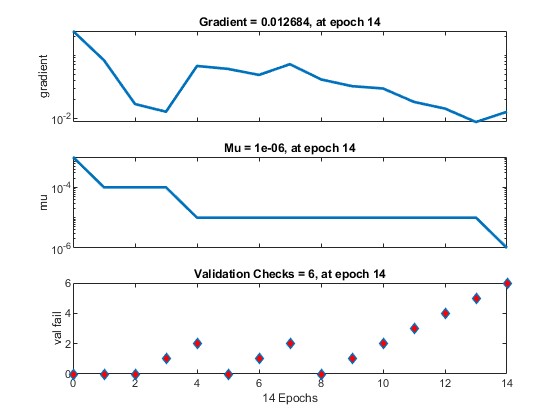 Gradient = 0.012684, at epoch 14
gradient
10-2
Mu = 1e-06, at epoch 14
10-4
mu
10-6
Validation Checks = 6, at epoch 14
6
4
val fail
2
0
0 2 4 6 8 10 12 14
14 Epochs